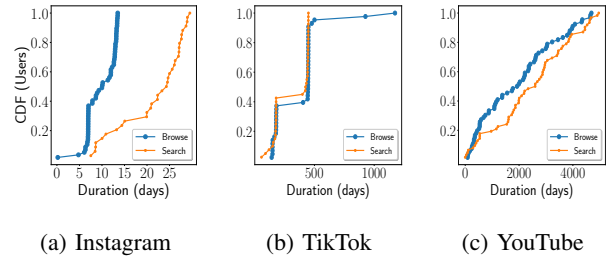 CDF (Users)
1.0
0.8
0.6
0.4
0.2
0 5 10 15 20 25
Duration (days)
Browse
Search
(a) Instagram
1.0
0.8
0.6
0.4
0.2
500 1000
Duration (days)
Browse
Search
(b) TikTok
1.0
0.8
0.6
0.4
0.2
0 2000 4000
Duration (days)
Browse
Search
(c) YouTube